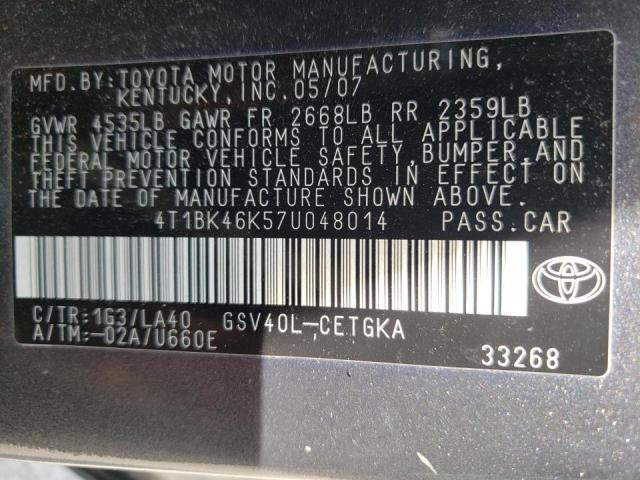 MFD.BY:TOYOTA MOTOR MANUFACTURING,
KENTUCKY, INC.05/07
GVWR 4535LB GAWR FR 2668LB RR 2359LB
THIS VEHICLE CONFORMS TO ALL APPLICABLE
FEDERAL MOTOR VEHICLE SAFETY,BUMPER,AND
THEFT PREVENTION STANDARDS IN EFFECT ON
THE DATE OF MANUFACTURE SHOWN ABOVE.
4T1BK46K57U048014 PASS.CAR
C/TR:1G3/LA40 GSV40L-CETGKA
A/TM:-02A/U660E
33268